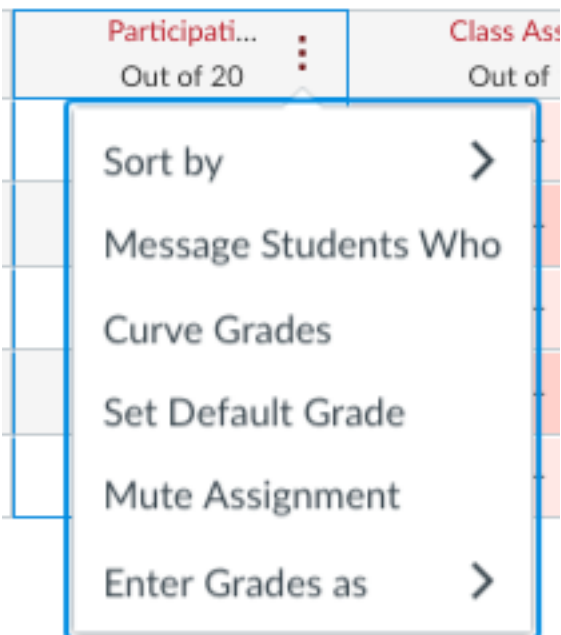 Participati...
Out of 20
Class Ass
Out of
Sort by
Message Students Who
Curve Grades
Set Default Grade
Mute Assignment
Enter Grades as